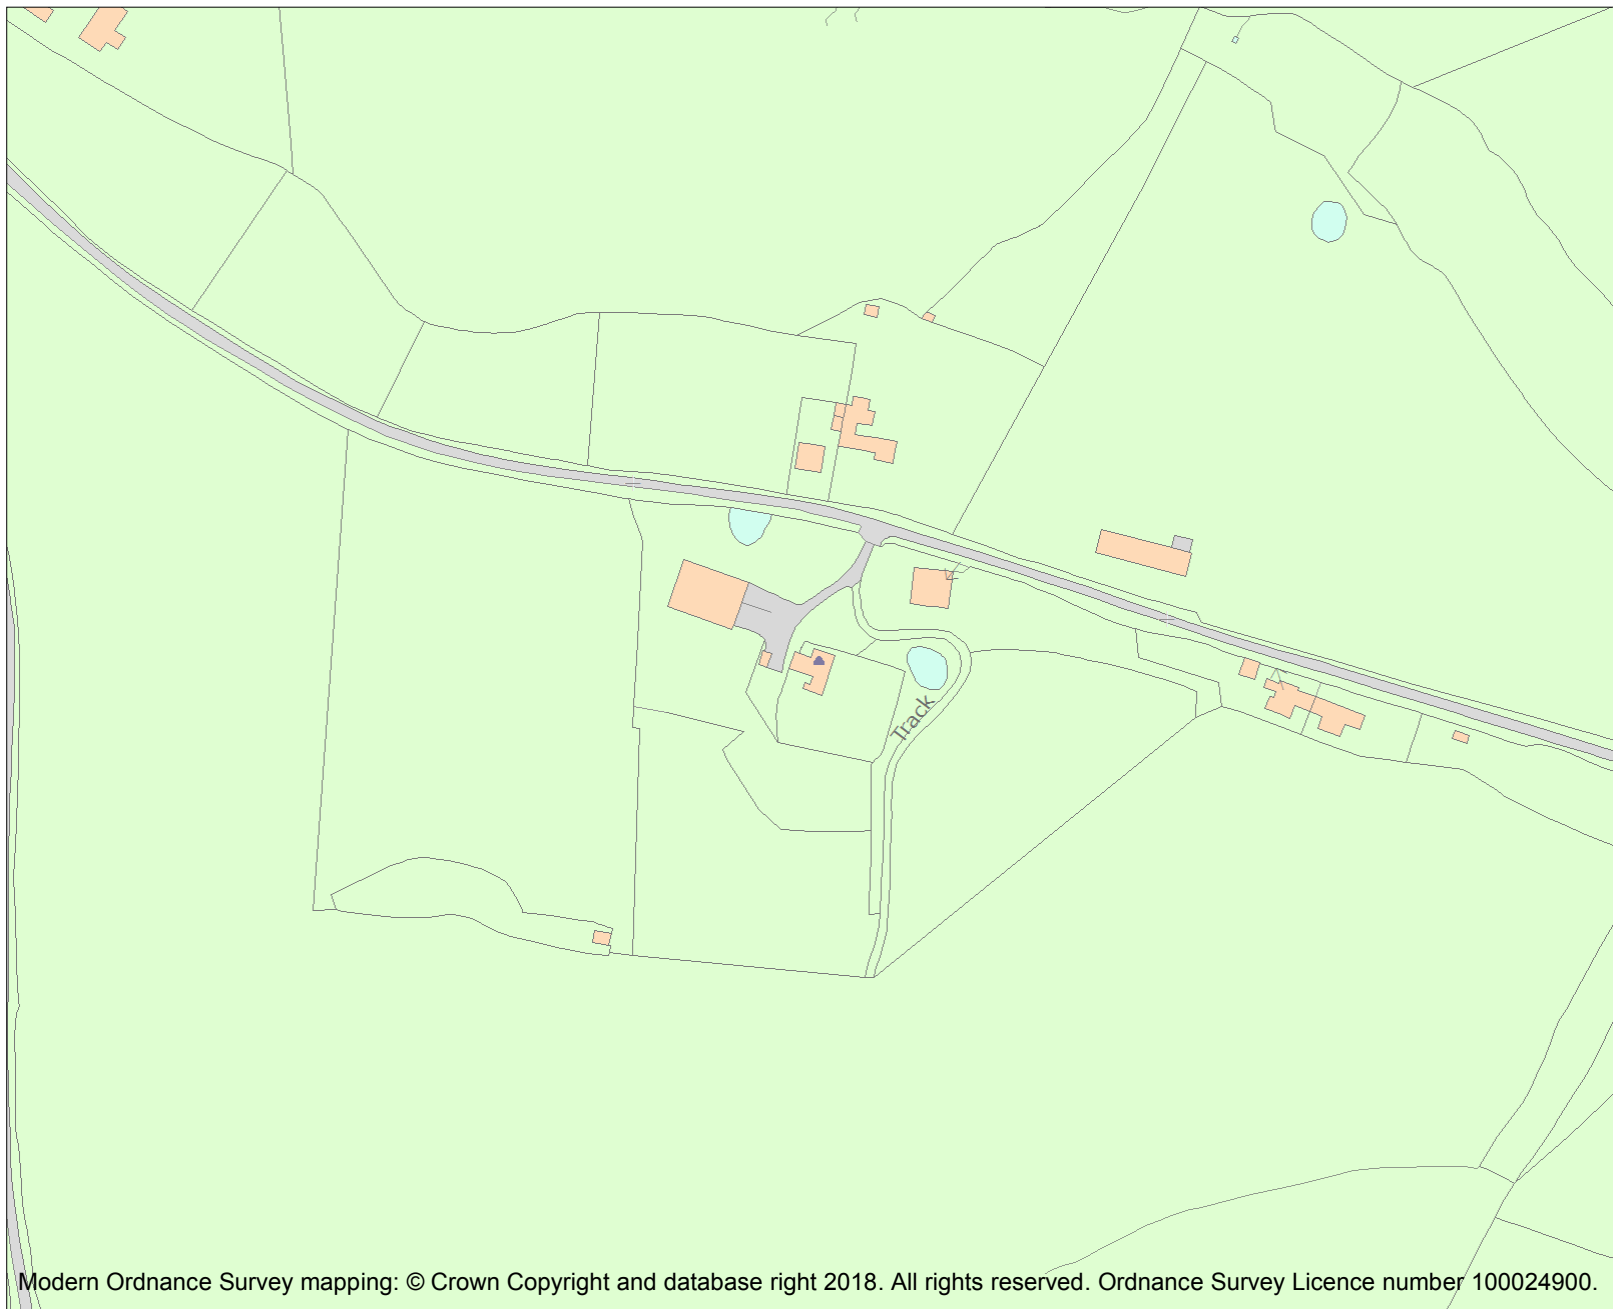 Track
Modern Ordnance Survey mapping: © Crown Copyright and database right 2018. All rights reserved. Ordnance Survey Licence number 100024900.